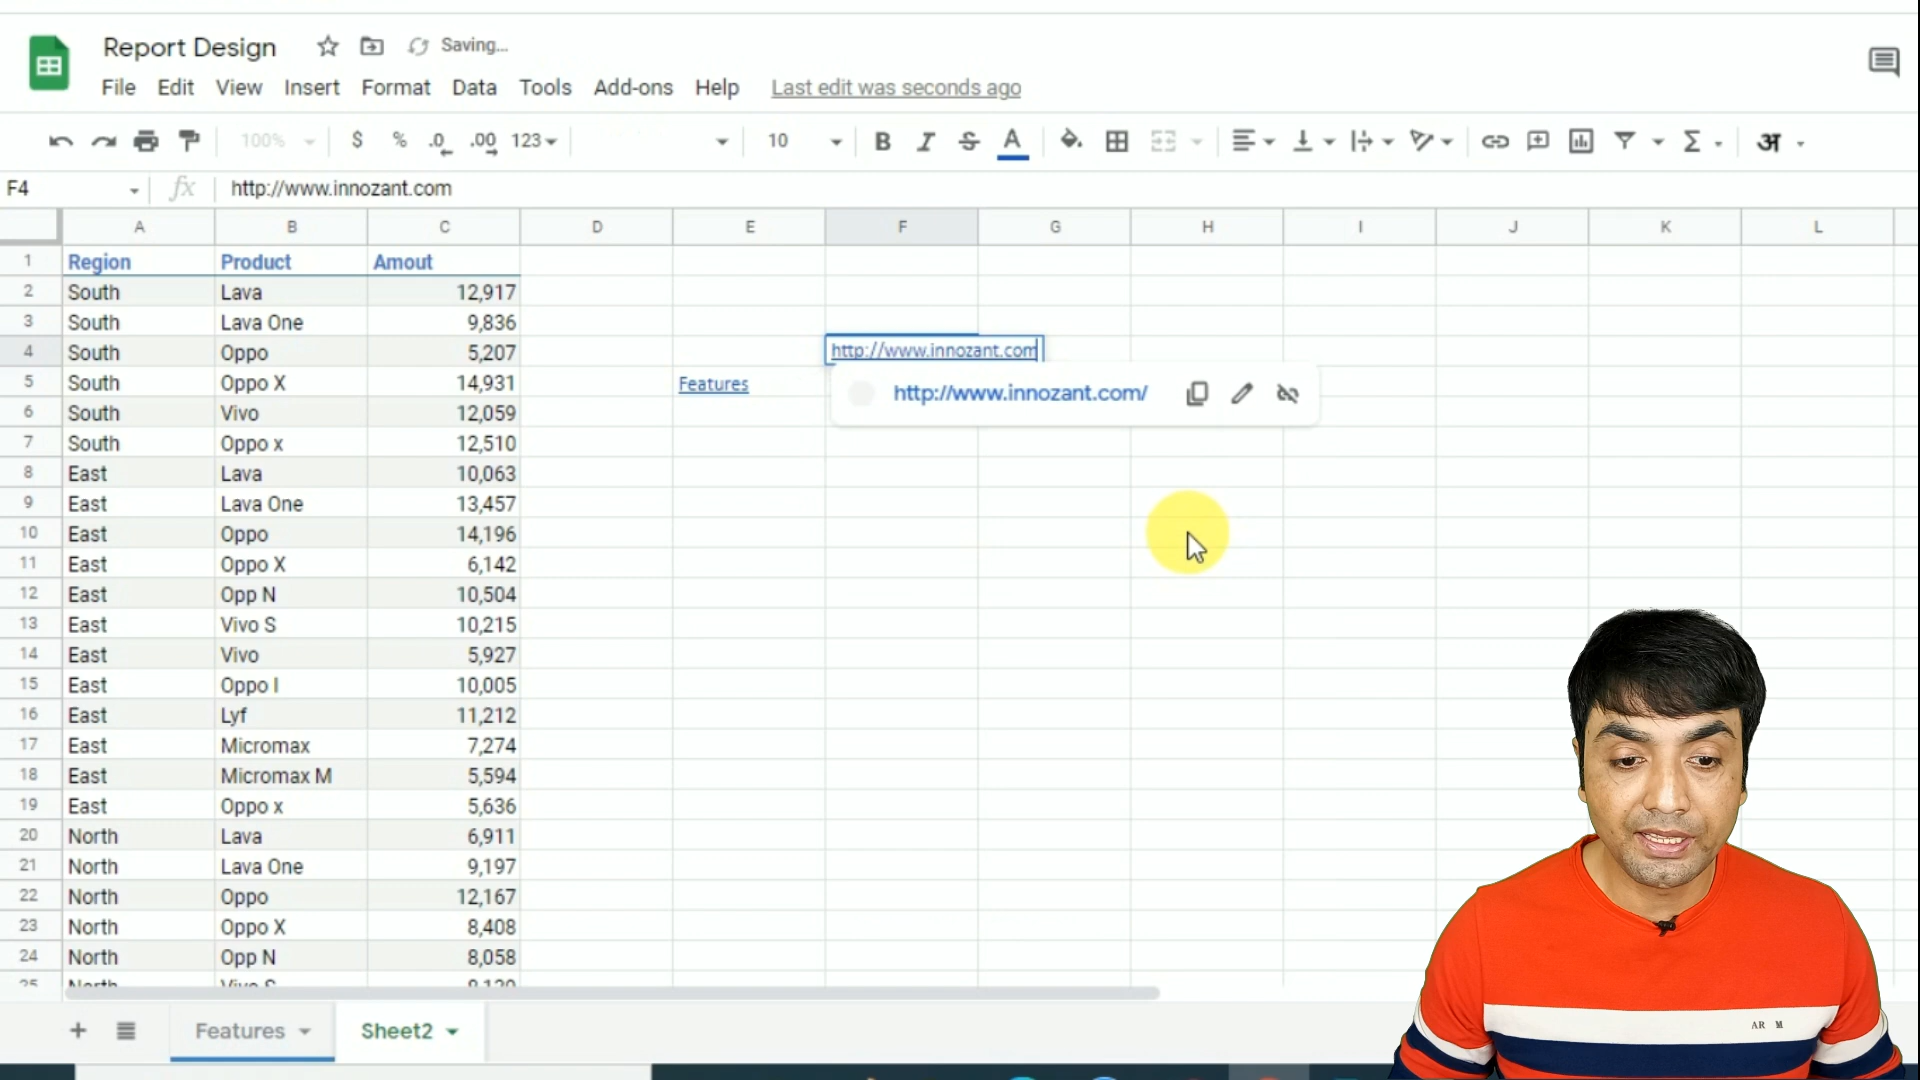 Report Design Saving...
File Edit View Insert Format Data Tools Add-ons Help Last edit was seconds ago
100% $ % .0 .00 123 10 B I S A Σ अ
F4 fx http://www.innozant.com
A B C D E F G H I J K L
1 Region Product Amout
2 South Lava 12,917
3 South Lava One 9,836
4 South Oppo 5,207 http://www.innozant.com
5 South Oppo X 14,931 Features http://www.innozant.com/
6 South Vivo 12,059
7 South Oppo x 12,510
8 East Lava 10,063
9 East Lava One 13,457
10 East Oppo 14,196
11 East Oppo X 6,142
12 East Opp N 10,504
13 East Vivo S 10,215
14 East Vivo 5,927
15 East Oppo I 10,005
16 East Lyf 11,212
17 East Micromax 7,274
18 East Micromax M 5,594
19 East Oppo x 5,636
20 North Lava 6,911
21 North Lava One 9,197
22 North Oppo 12,167
23 North Oppo X 8,408
24 North Opp N 8,058
25 North Vivo S
Features Sheet2
AR M